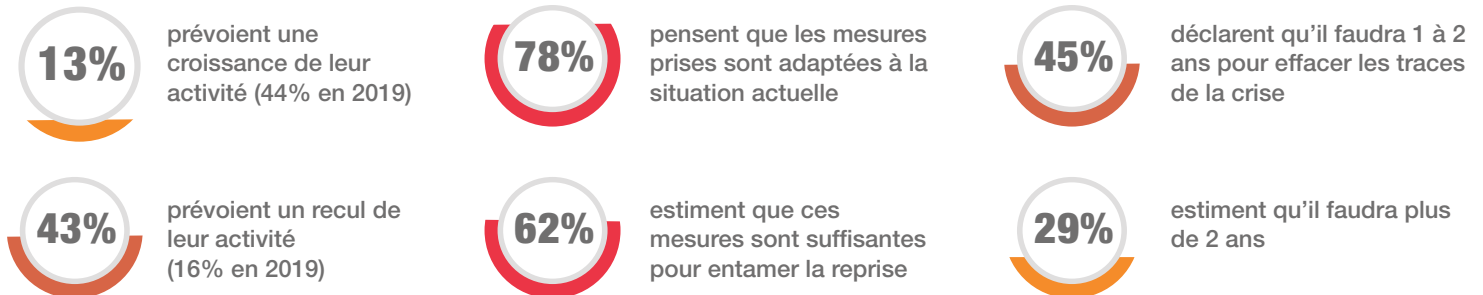 13%
prévoient une
croissance de leur
activité (44% en 2019)
78%
pensent que les mesures
prises sont adaptées à la
situation actuelle
45%
déclarent qu'il faudra 1 à 2
ans pour effacer les traces
de la crise
43%
prévoient un recul de
leur activité
(16% en 2019)
62%
estiment que ces
mesures sont suffisantes
pour entamer la reprise
29%
estiment qu'il faudra plus
de 2 ans